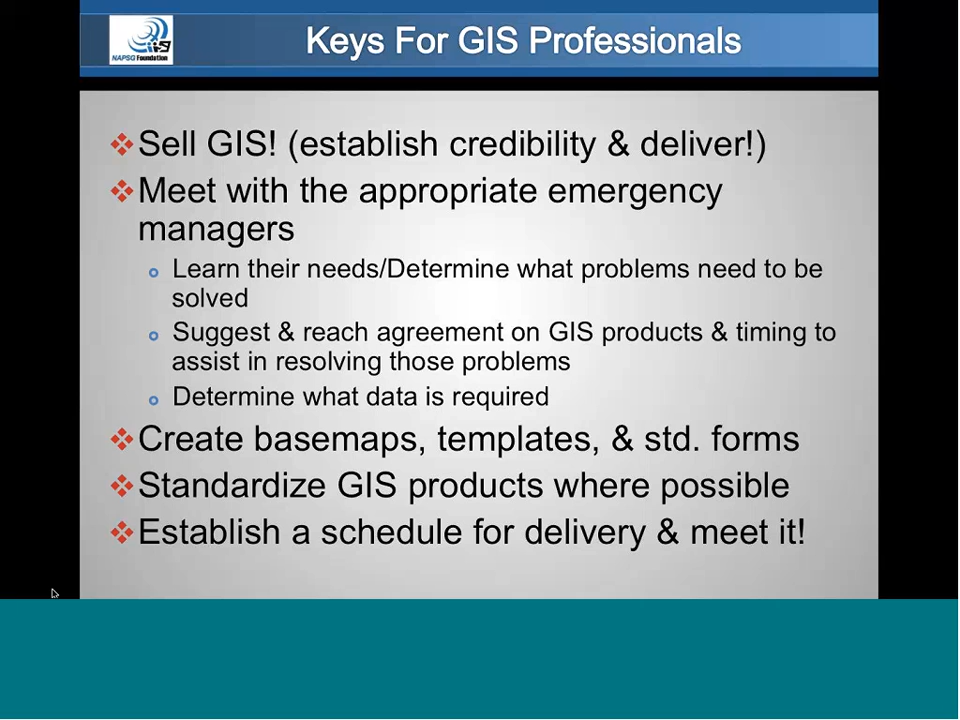 NAPSG Foundation
Keys For GIS Professionals
Sell GIS! (establish credibility & deliver!)
Meet with the appropriate emergency
managers
Learn their needs/Determine what problems need to be
solved
Suggest & reach agreement on GIS products & timing to
assist in resolving those problems
Determine what data is required
Create basemaps, templates, & std. forms
Standardize GIS products where possible
Establish a schedule for delivery & meet it!